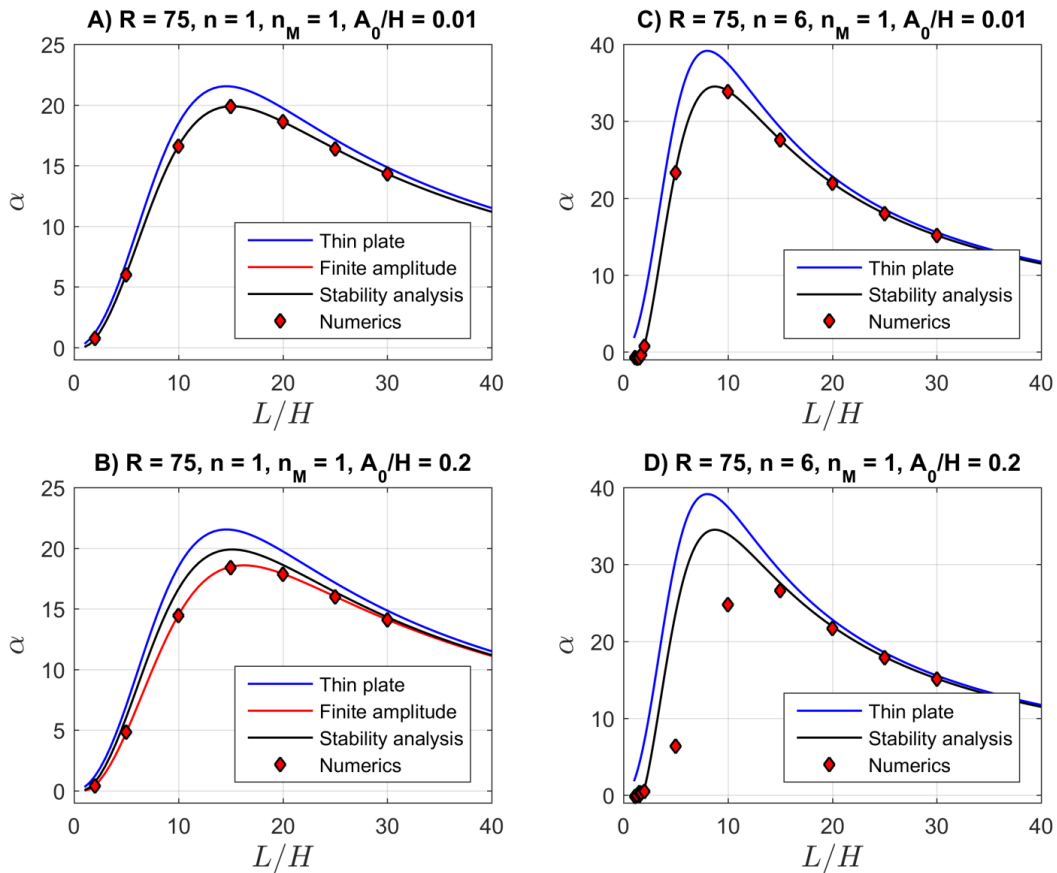 A) R = 75, n = 1, n_M = 1, A_0/H = 0.01
25
20
15
10
5
0
α
Thin plate
Finite amplitude
Stability analysis
Numerics
0 10 20 30 40
L/H
C) R = 75, n = 6, n_M = 1, A_0/H = 0.01
40
30
20
10
0
α
Thin plate
Stability analysis
Numerics
0 10 20 30 40
L/H
B) R = 75, n = 1, n_M = 1, A_0/H = 0.2
25
20
15
10
5
0
α
Thin plate
Finite amplitude
Stability analysis
Numerics
0 10 20 30 40
L/H
D) R = 75, n = 6, n_M = 1, A_0/H = 0.2
40
30
20
10
0
α
Thin plate
Stability analysis
Numerics
0 10 20 30 40
L/H